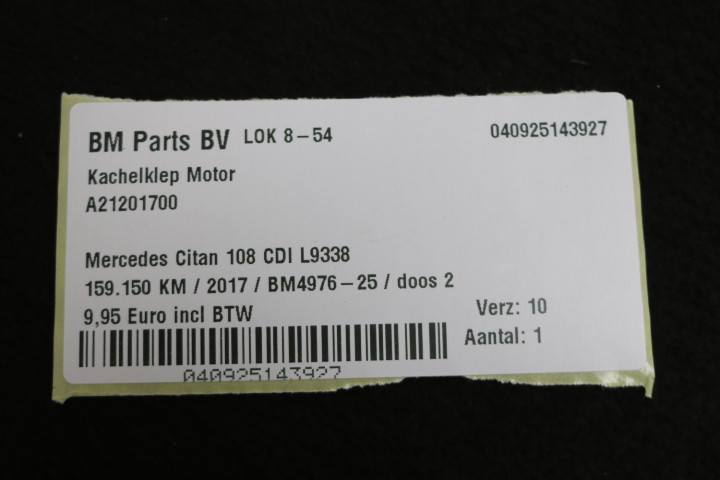 BM Parts BV LOK 8-54 040925143927
Kachelklep Motor
A21201700
Mercedes Citan 108 CDI L9338
159.150 KM / 2017 / BM4976-25 / doos 2
9,95 Euro incl BTW
Verz: 10
Aantal: 1
040925143927